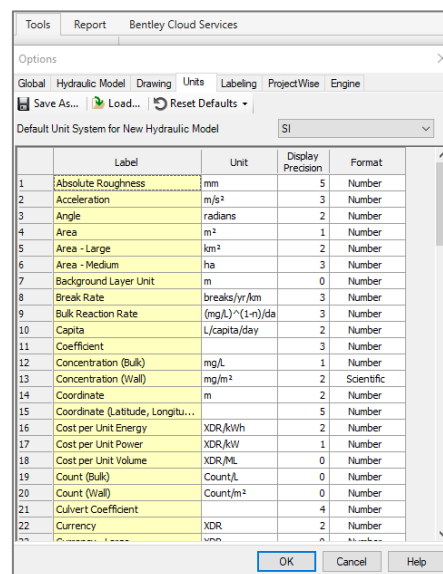 Tools Report Bentley Cloud Services
Options
Global Hydraulic Model Drawing Units Labeling ProjectWise Engine
Save As... Load... Reset Defaults
Default Unit System for New Hydraulic Model SI
Label Unit Display Precision Format
1 Absolute Roughness mm 5 Number
2 Acceleration m/s² 3 Number
3 Angle radians 2 Number
4 Area m² 1 Number
5 Area - Large km² 2 Number
6 Area - Medium ha 3 Number
7 Background Layer Unit m 0 Number
8 Break Rate breaks/yr/km 3 Number
9 Bulk Reaction Rate (mg/L)^(1-n)/da 3 Number
10 Capita L/capita/day 2 Number
11 Coefficient 3 Number
12 Concentration (Bulk) mg/L 1 Number
13 Concentration (Wall) mg/m² 2 Scientific
14 Coordinate m 2 Number
15 Coordinate (Latitude, Longitu... 5 Number
16 Cost per Unit Energy XDR/kWh 2 Number
17 Cost per Unit Power XDR/kW 1 Number
18 Cost per Unit Volume XDR/ML 0 Number
19 Count (Bulk) Count/L 0 Number
20 Count (Wall) Count/m² 0 Number
21 Culvert Coefficient 4 Number
22 Currency XDR 2 Number
OK Cancel Help